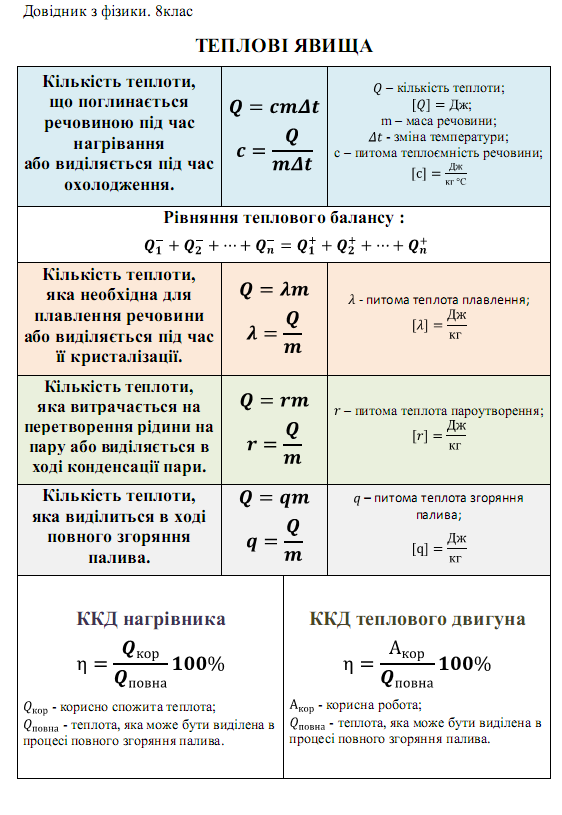 Довідник з фізики. 8клас
ТЕПЛОВІ ЯВИЩА
Кількість теплоти,
що поглинається
речовиною під час
нагрівання
або виділяється під час
охолодження.
Q = cmΔt
c = Q/mΔt
Q – кількість теплоти;
[Q] = Дж;
m – маса речовини;
Δt - зміна температури;
c – питома теплоємність речовини;
[c] = Дж/кг °С
Рівняння теплового балансу :
Q₁⁻ + Q₂⁻ + ⋯ + Qₙ⁻ = Q₁⁺ + Q₂⁺ + ⋯ + Qₙ⁺
Кількість теплоти,
яка необхідна для
плавлення речовини
або виділяється під час
її кристалізації.
Q = λm
λ = Q/m
λ - питома теплота плавлення;
[λ] = Дж/кг
Кількість теплоти,
яка витрачається на
перетворення рідини на
пару або виділяється в
ході конденсації пари.
Q = rm
r = Q/m
r – питома теплота пароутворення;
[r] = Дж/кг
Кількість теплоти,
яка виділиться в ході
повного згоряння
палива.
Q = qm
q = Q/m
q – питома теплота згоряння
палива;
[q] = Дж/кг
ККД нагрівника
η = Qкор/Qповна 100%
Qкор - корисно спожита теплота;
Qповна - теплота, яка може бути виділена в
процесі повного згоряння палива.
ККД теплового двигуна
η = Акор/Qповна 100%
Акор - корисна робота;
Qповна - теплота, яка може бути виділена в
процесі повного згоряння палива.